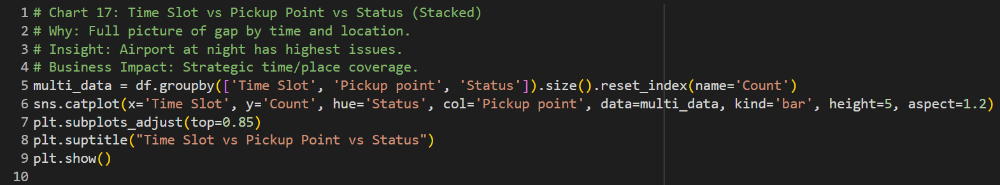 1 # Chart 17: Time Slot vs Pickup Point vs Status (Stacked)
2 # Why: Full picture of gap by time and location.
3 # Insight: Airport at night has highest issues.
4 # Business Impact: Strategic time/place coverage.
5 multi_data = df.groupby(['Time Slot', 'Pickup point', 'Status']).size().reset_index(name='Count')
6 sns.catplot(x='Time Slot', y='Count', hue='Status', col='Pickup point', data=multi_data, kind='bar', height=5, aspect=1.2)
7 plt.subplots_adjust(top=0.85)
8 plt.suptitle("Time Slot vs Pickup Point vs Status")
9 plt.show()
10